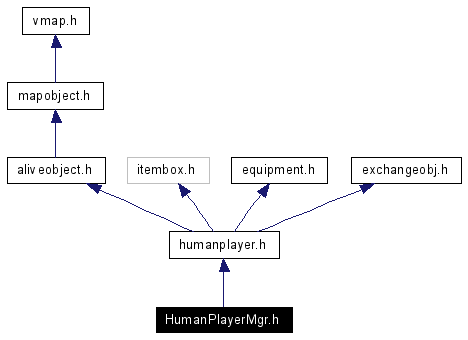 vmap.h
mapobject.h
aliveobject.h
itembox.h
equipment.h
exchangeobj.h
humanplayer.h
HumanPlayerMgr.h